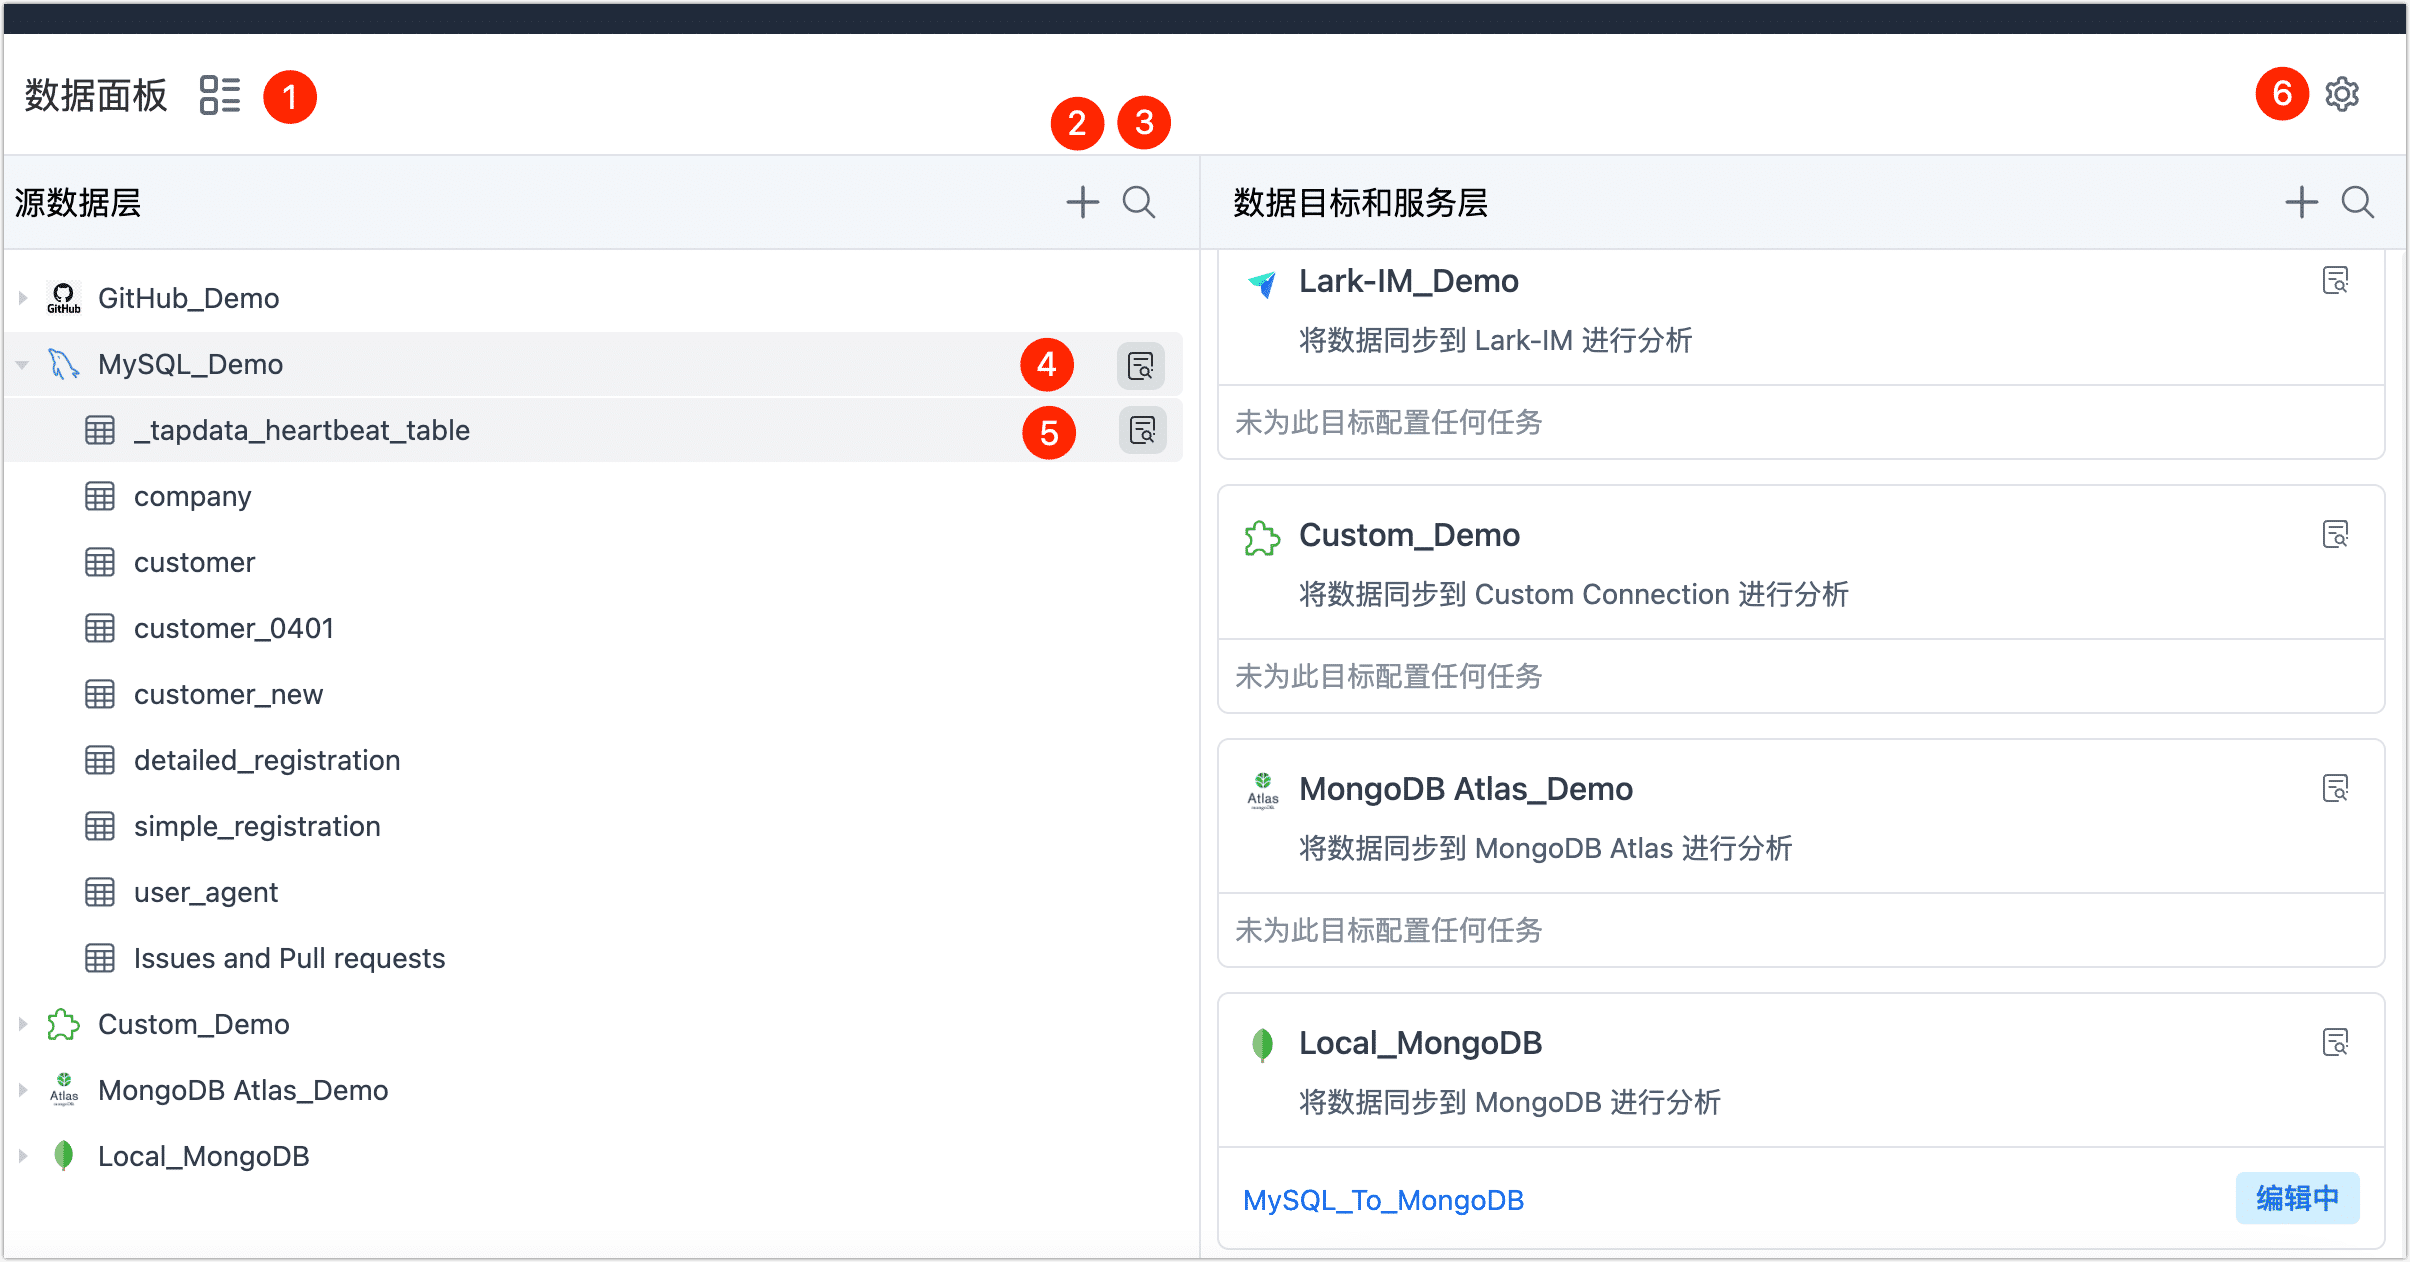 数据面板
1
6
2
3
源数据层
GitHub
GitHub_Demo
MySQL_Demo
4
_tapdata_heartbeat_table
5
company
customer
customer_0401
customer_new
detailed_registration
simple_registration
user_agent
Issues and Pull requests
Custom_Demo
Atlas
MongoDB Atlas_Demo
Local_MongoDB
数据目标和服务层
Lark-IM_Demo
将数据同步到 Lark-IM 进行分析
未为此目标配置任何任务
Custom_Demo
将数据同步到 Custom Connection 进行分析
未为此目标配置任何任务
Atlas
MongoDB Atlas_Demo
将数据同步到 MongoDB Atlas 进行分析
未为此目标配置任何任务
Local_MongoDB
将数据同步到 MongoDB 进行分析
MySQL_To_MongoDB
编辑中